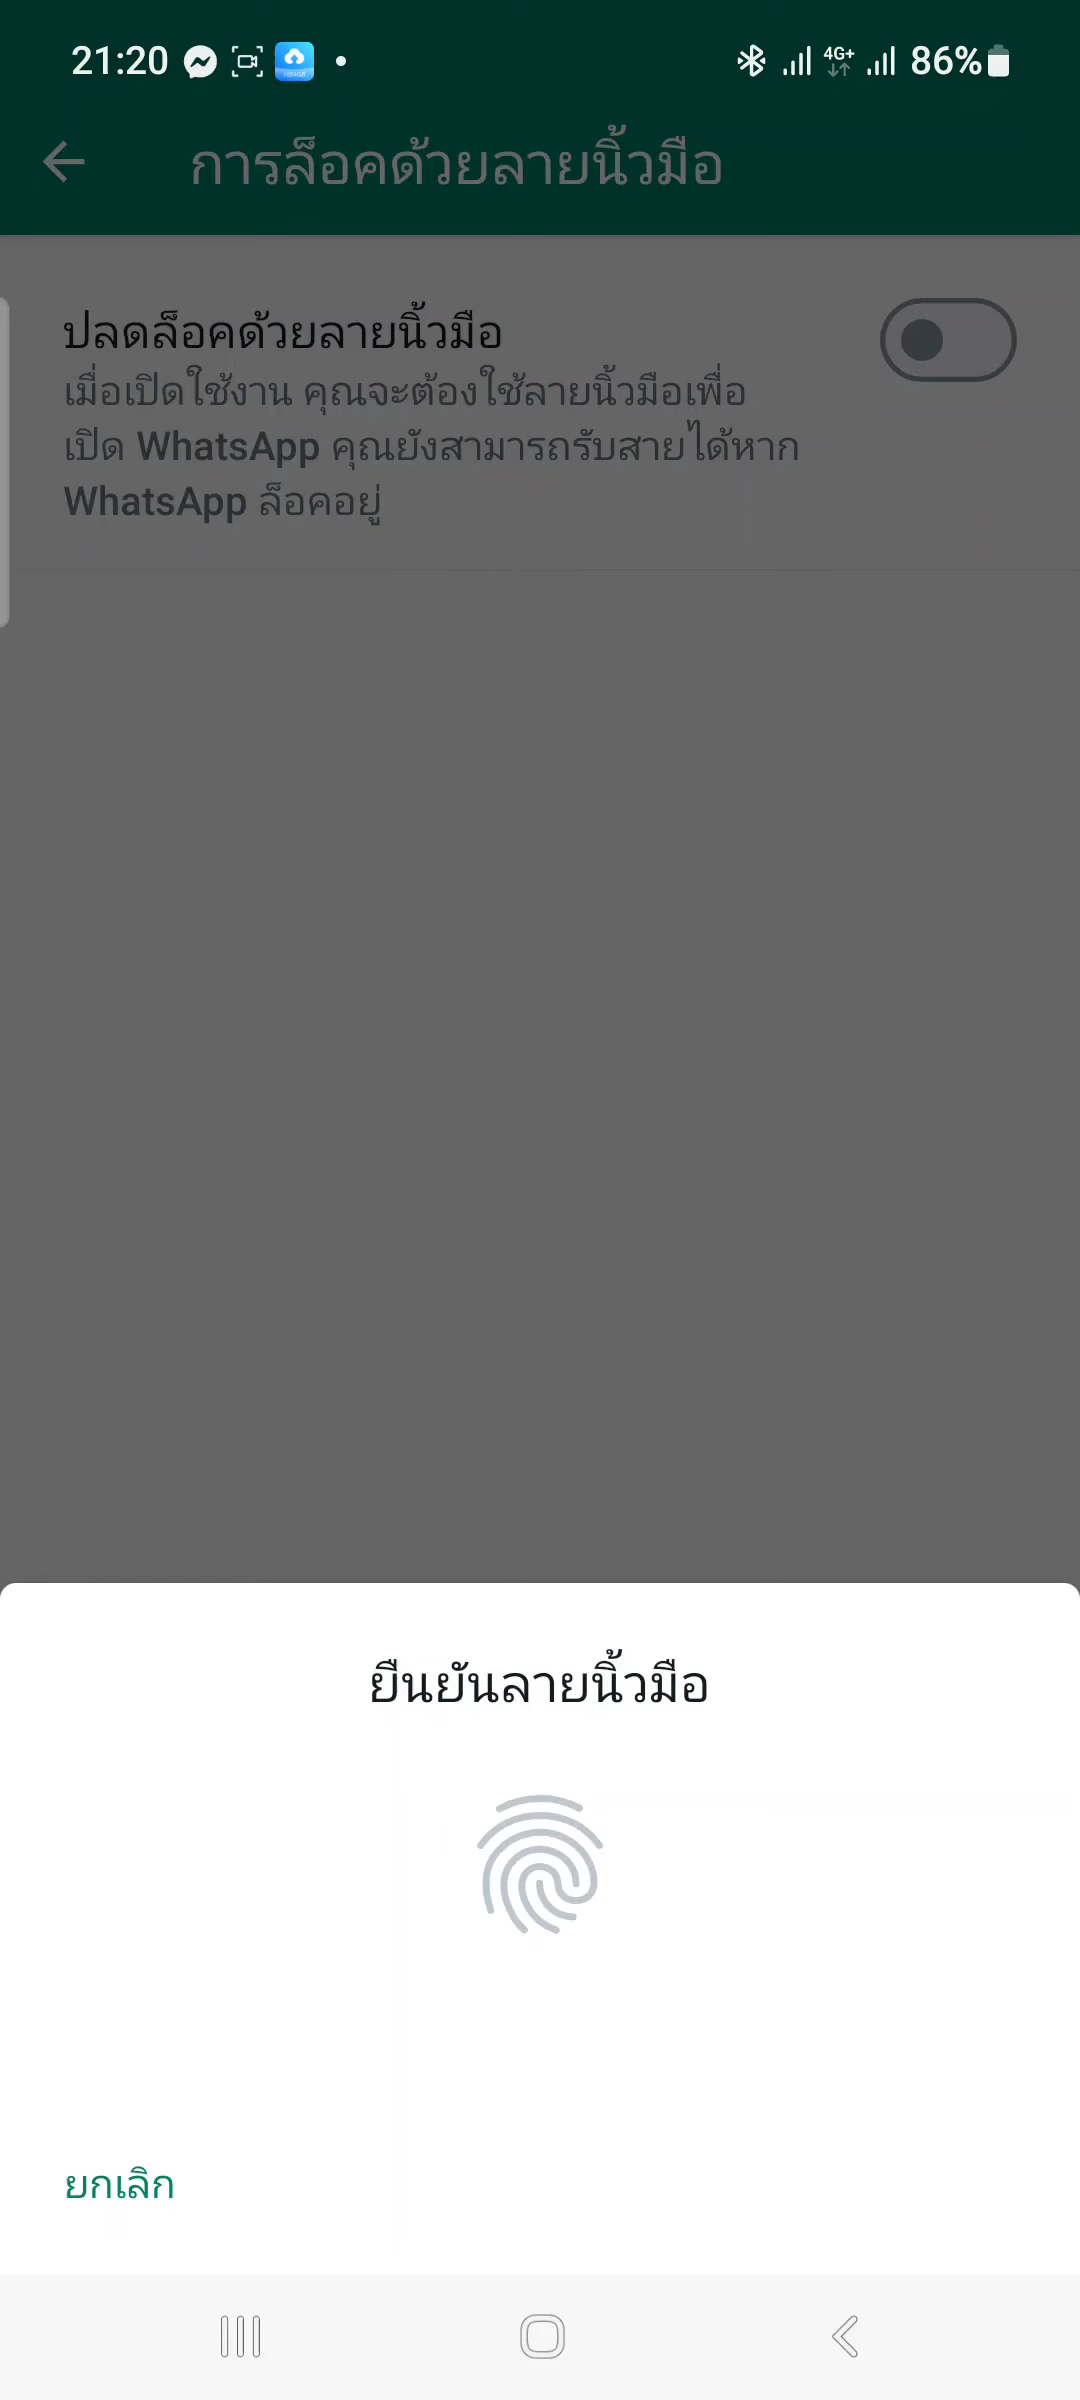 21:20
4G+ 86%
การล็อคด้วยลายนิ้วมือ
ปลดล็อคด้วยลายนิ้วมือ
เมื่อเปิดใช้งาน คุณจะต้องใช้ลายนิ้วมือเพื่อ
เปิด WhatsApp คุณยังสามารถรับสายได้หาก
WhatsApp ล็อคอยู่
ยืนยันลายนิ้วมือ
ยกเลิก